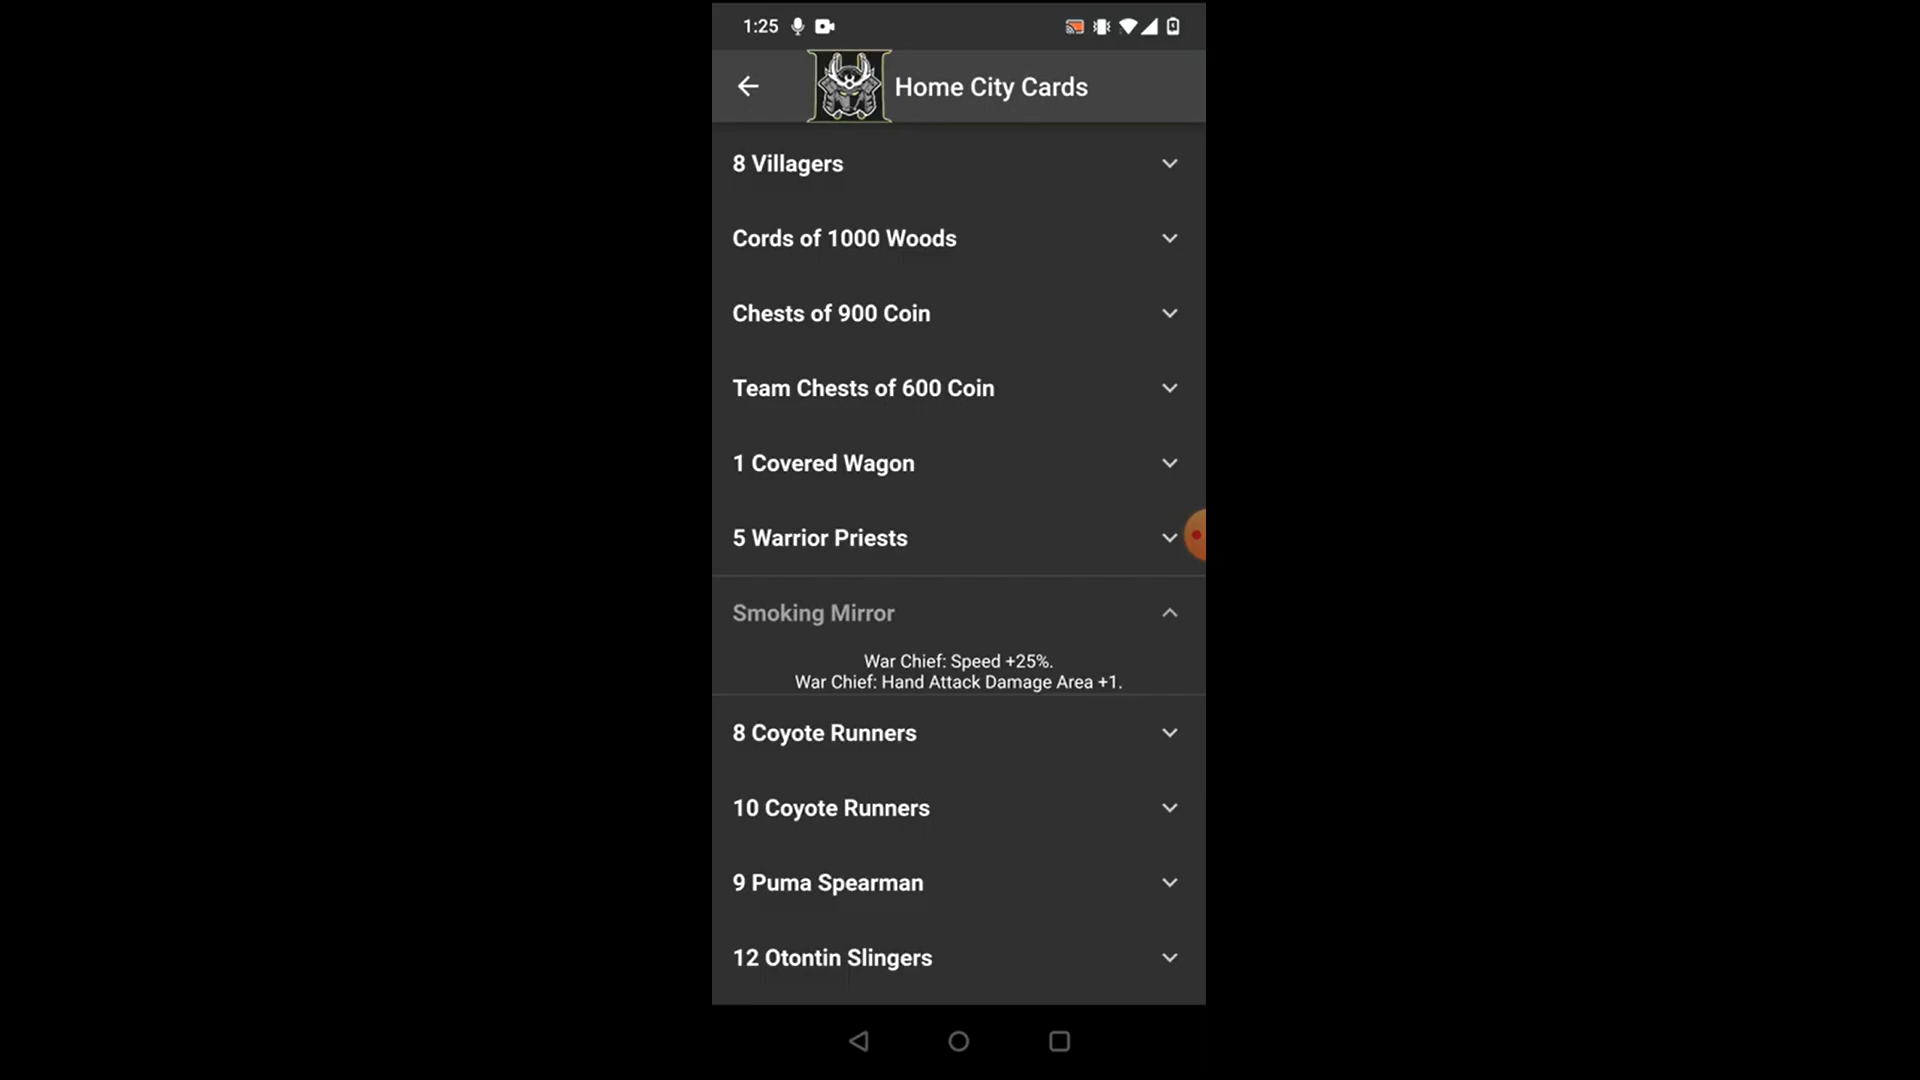 1:25
Home City Cards
8 Villagers
Cords of 1000 Woods
Chests of 900 Coin
Team Chests of 600 Coin
1 Covered Wagon
5 Warrior Priests
Smoking Mirror
War Chief: Speed +25%.
War Chief: Hand Attack Damage Area +1.
8 Coyote Runners
10 Coyote Runners
9 Puma Spearman
12 Otontin Slingers